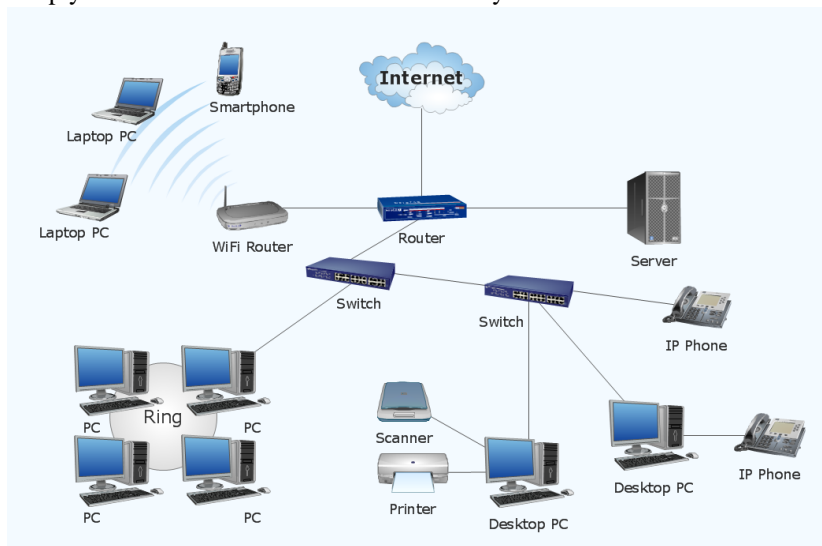 Internet
Smartphone
Laptop PC
Laptop PC
WiFi Router
Router
Server
Switch
Switch
IP Phone
Ring
PC
PC
Scanner
IP Phone
Desktop PC
Printer
PC
PC
Desktop PC